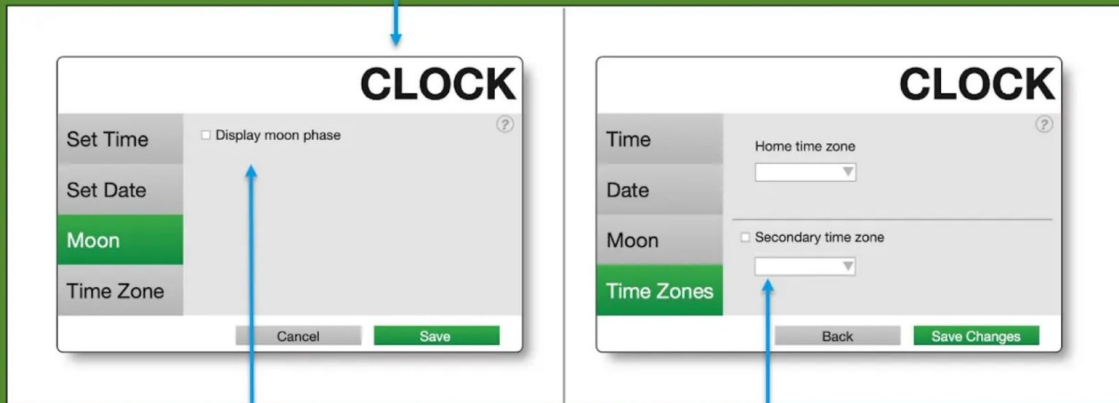 CLOCK
Set Time
Set Date
Moon
Time Zone
Display moon phase
?
Cancel
Save
CLOCK
Time
Date
Moon
Time Zones
Home time zone
Secondary time zone
?
Back
Save Changes